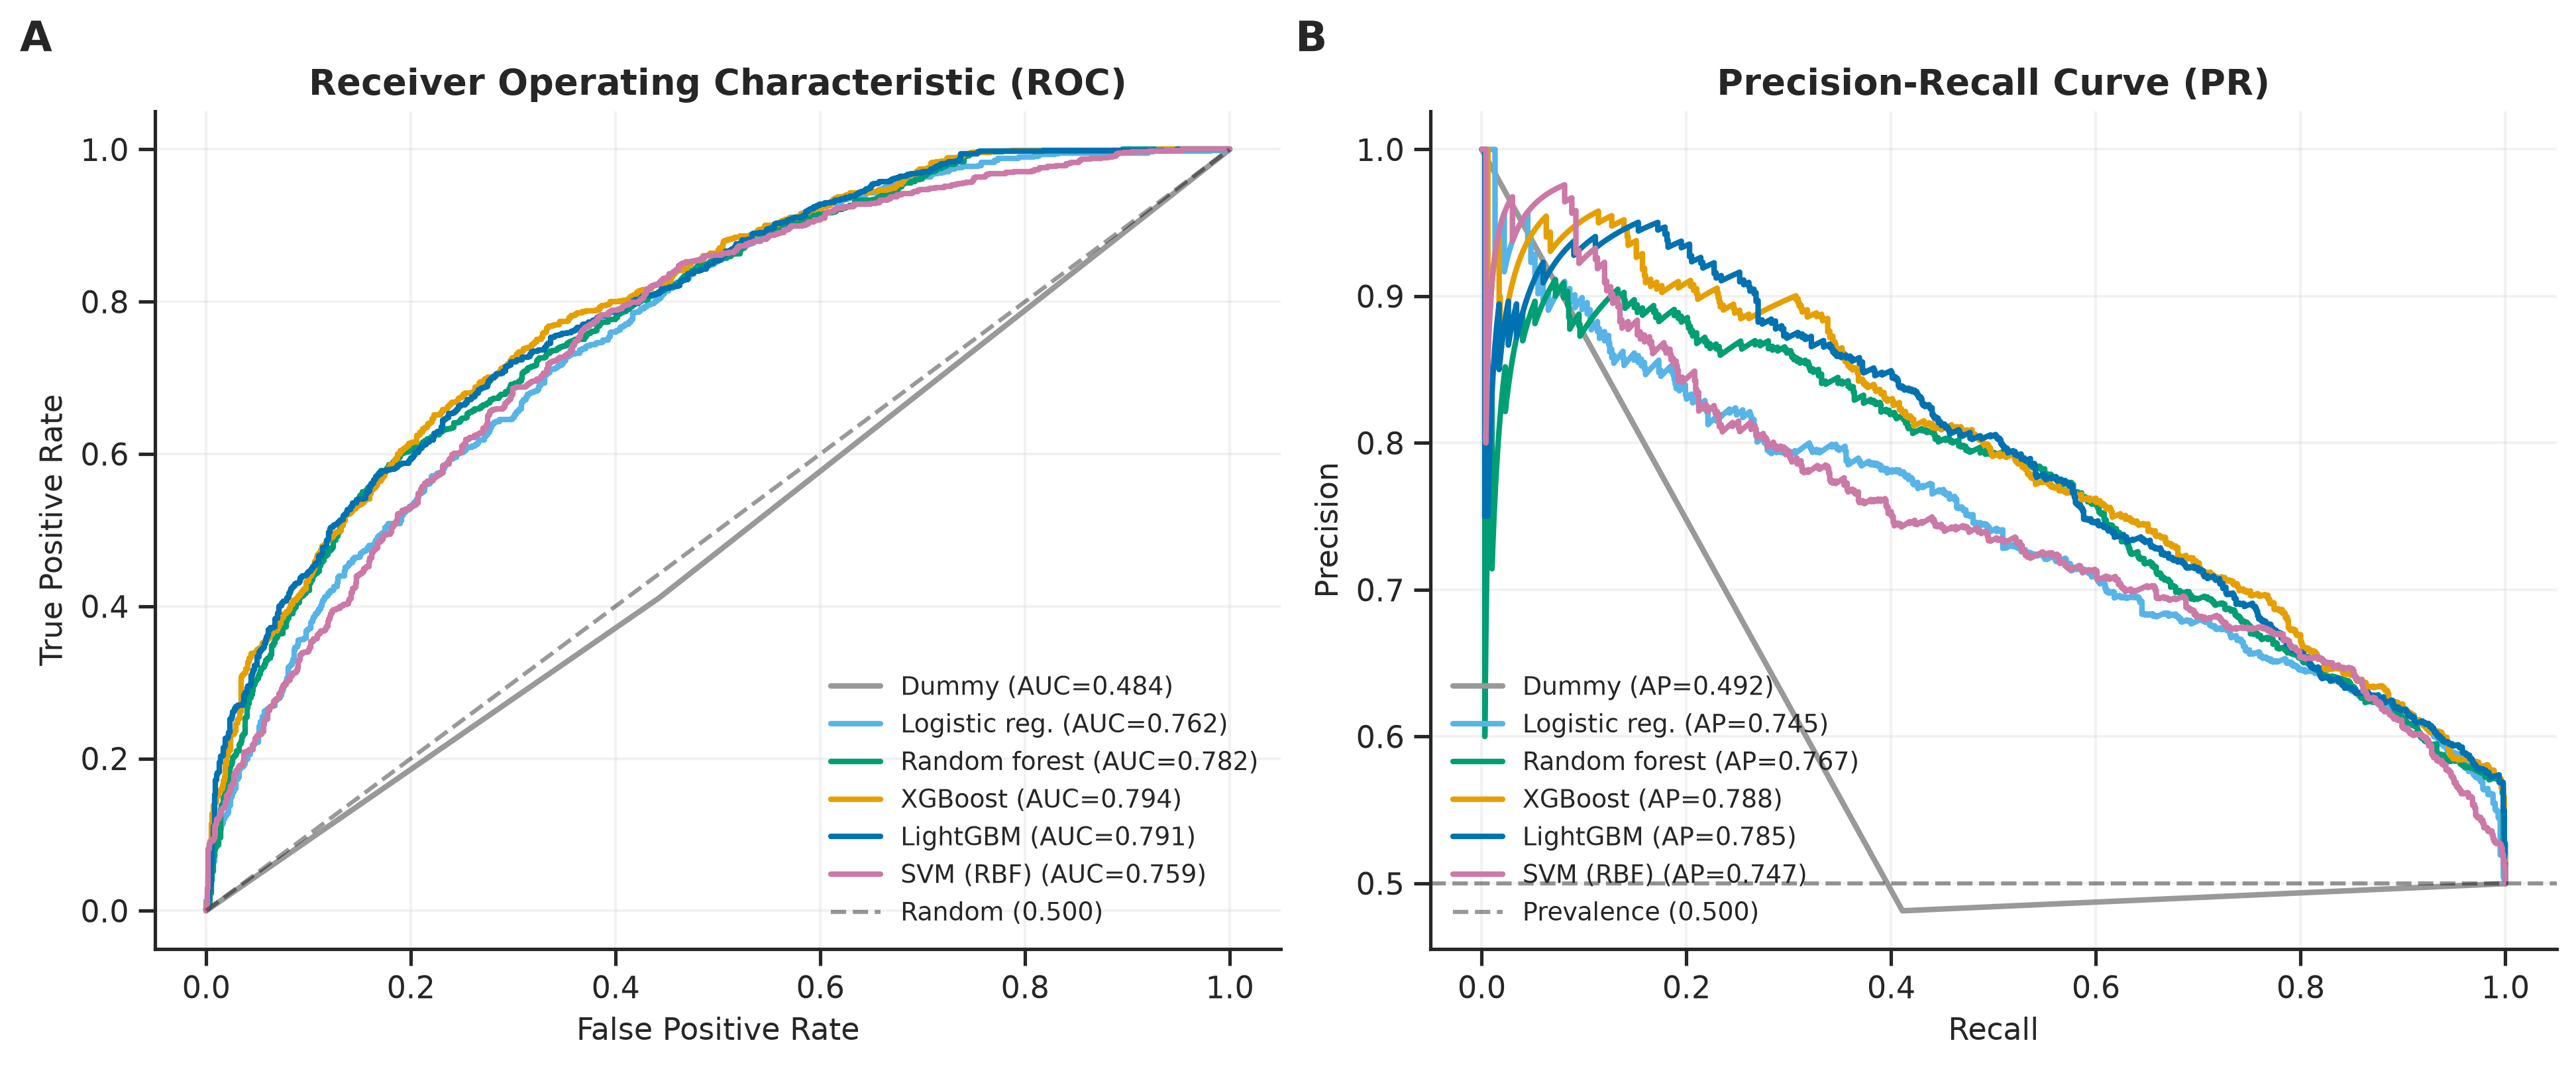 A
Receiver Operating Characteristic (ROC)
1.0
0.8
0.6
0.4
0.2
0.0
True Positive Rate
Dummy (AUC=0.484)
Logistic reg. (AUC=0.762)
Random forest (AUC=0.782)
XGBoost (AUC=0.794)
LightGBM (AUC=0.791)
SVM (RBF) (AUC=0.759)
Random (0.500)
0.0 0.2 0.4 0.6 0.8 1.0
False Positive Rate
B
Precision-Recall Curve (PR)
1.0
0.9
0.8
0.7
0.6
0.5
Precision
Dummy (AP=0.492)
Logistic reg. (AP=0.745)
Random forest (AP=0.767)
XGBoost (AP=0.788)
LightGBM (AP=0.785)
SVM (RBF) (AP=0.747)
Prevalence (0.500)
0.0 0.2 0.4 0.6 0.8 1.0
Recall